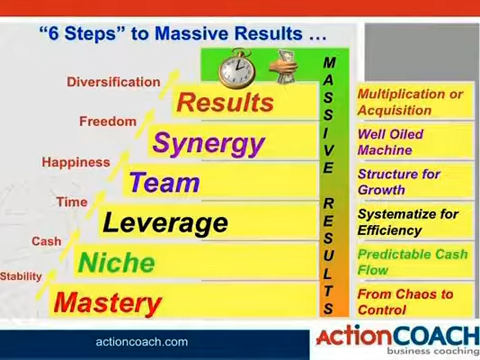 “6 Steps” to Massive Results ...
Diversification
Results
Multiplication or
Acquisition
Freedom
Synergy
Well Oiled
Machine
Happiness
Team
Structure for
Growth
Time
Leverage
Systematize for
Efficiency
Cash
Niche
Predictable Cash
Flow
Stability
Mastery
From Chaos to
Control
MASSIVE RESULTS
actioncoach.com
ActionCOACH
business coaching